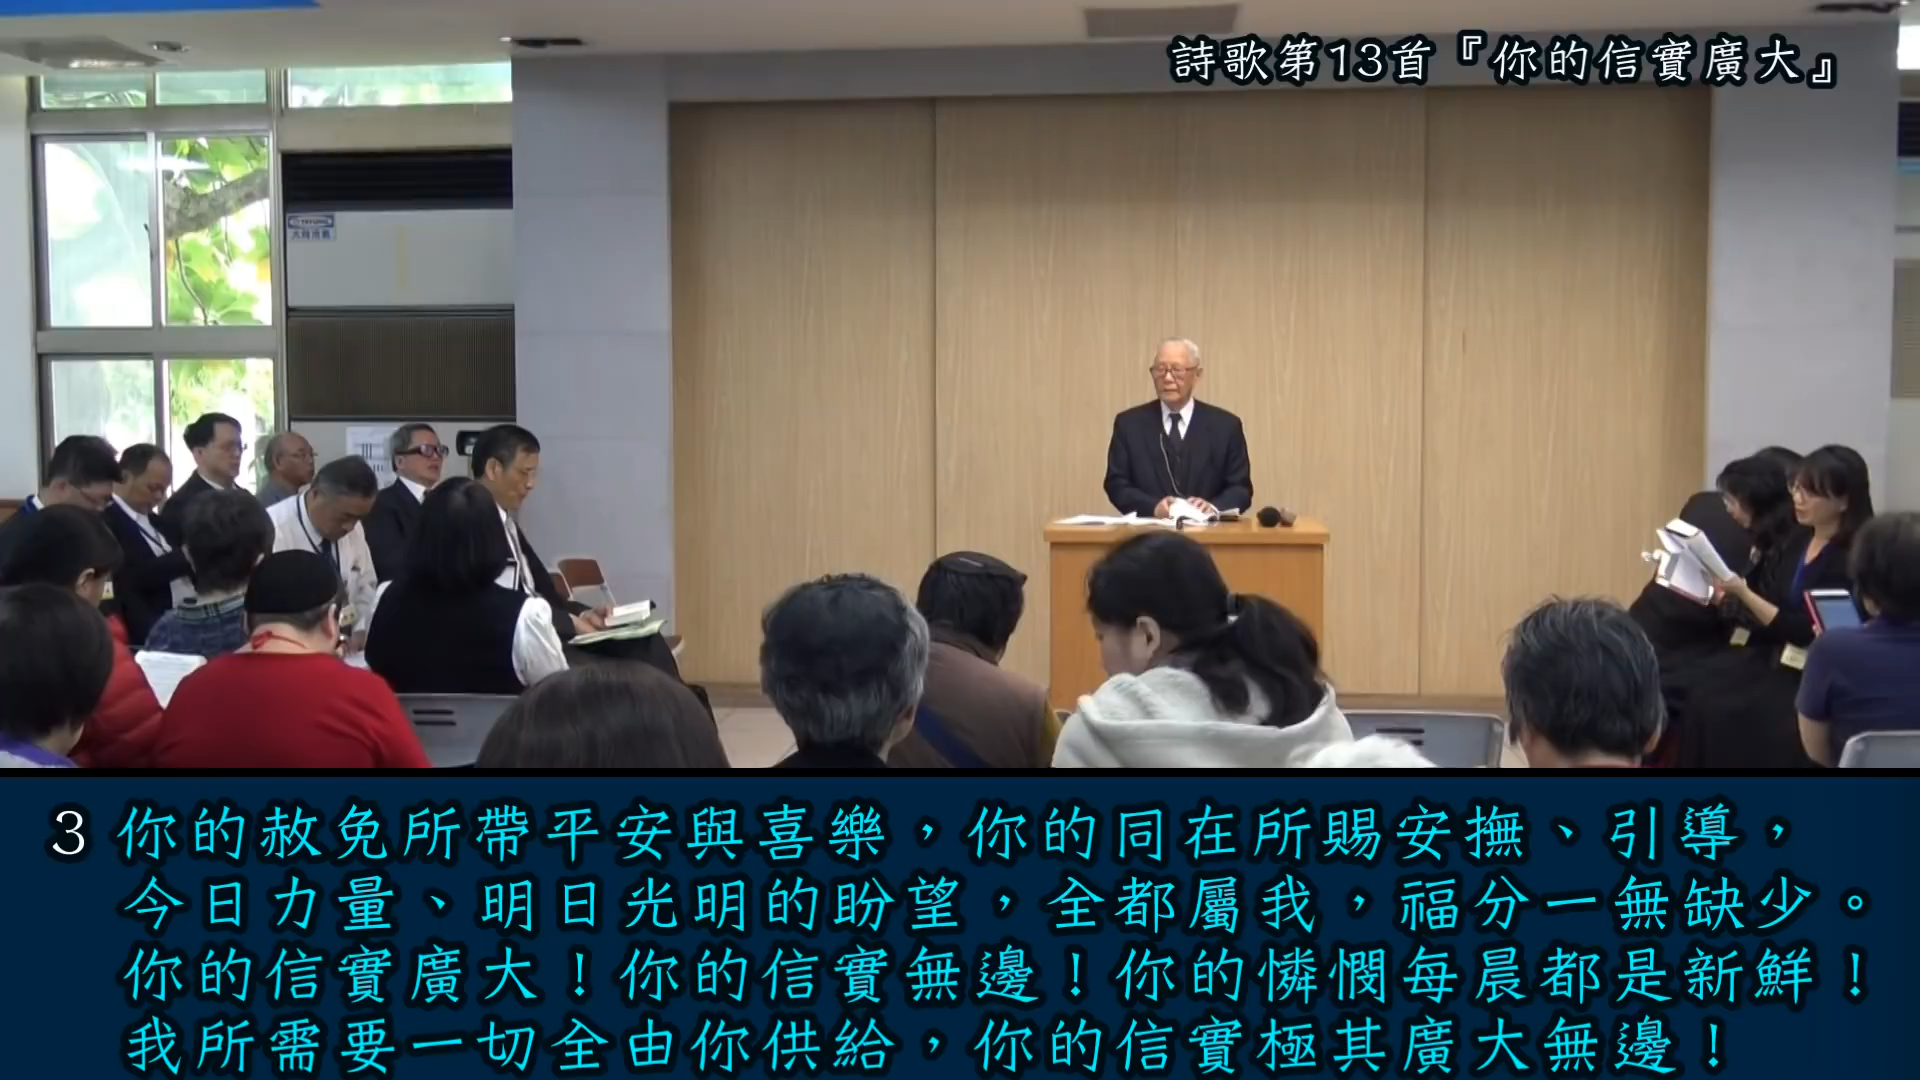 詩歌第13首『你的信實廣大』
大同冷氣
3 你的赦免所帶平安與喜樂，你的同在所賜安撫、引導，
今日力量、明日光明的盼望，全都屬我，福分一無缺少。
你的信實廣大！你的信實無邊！你的憐憫每晨都是新鮮！
我所需要一切全由你供給，你的信實極其廣大無邊！